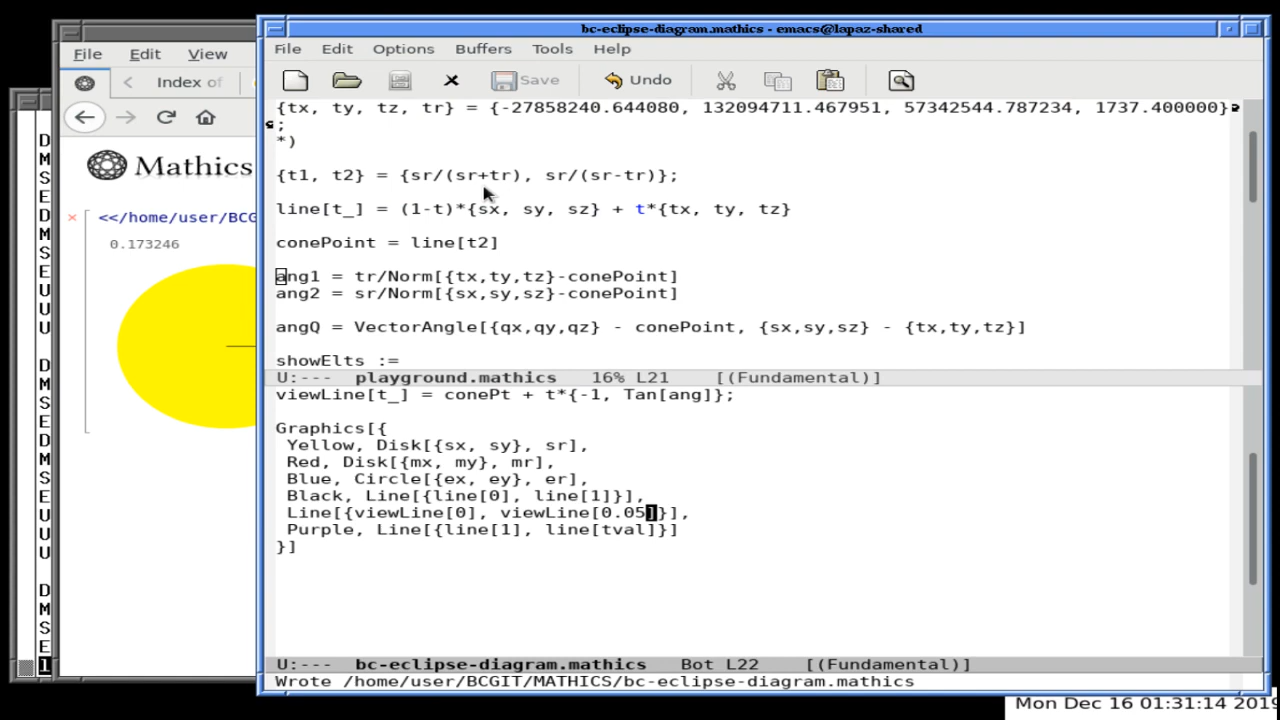 bc-eclipse-diagram.mathics - emacs@lapaz-shared
File Edit Options Buffers Tools Help
Save Undo
{tx, ty, tz, tr} = {-27858240.644080, 132094711.467951, 57342544.787234, 1737.400000}
;
*)
{t1, t2} = {sr/(sr+tr), sr/(sr-tr)};
line[t_] = (1-t)*{sx, sy, sz} + t*{tx, ty, tz}
conePoint = line[t2]
ang1 = tr/Norm[{tx,ty,tz}-conePoint]
ang2 = sr/Norm[{sx,sy,sz}-conePoint]
angQ = VectorAngle[{qx,qy,qz} - conePoint, {sx,sy,sz} - {tx,ty,tz}]
showElts :=
U:--- playground.mathics 16% L21 [(Fundamental)]
viewLine[t_] = conePt + t*{-1, Tan[ang]};
Graphics[{
Yellow, Disk[{sx, sy}, sr],
Red, Disk[{mx, my}, mr],
Blue, Circle[{ex, ey}, er],
Black, Line[{line[0], line[1]}],
Line[{viewLine[0], viewLine[0.05]}],
Purple, Line[{line[1], line[tval]}]
}]
U:--- bc-eclipse-diagram.mathics Bot L22 [(Fundamental)]
Wrote /home/user/BCGIT/MATHICS/bc-eclipse-diagram.mathics
File Edit View
Index of
Mathics
<</home/user/BCG
0.173246
D
M
S
E
D
M
S
E
U
U
U
D
M
S
E
D
M
S
E
U
U
U
D
M
S
E
1
Mon Dec 16 01:31:14 2019